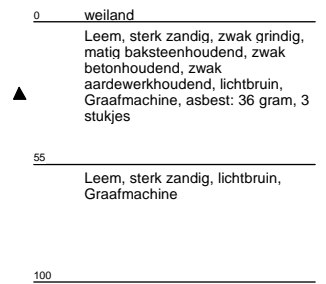 0 weiland
Leem, sterk zandig, zwak grindig,
matig baksteenhoudend, zwak
betonhoudend, zwak
aardewerkhoudend, lichtbruin,
Graafmachine, asbest: 36 gram, 3
stukjes
55
Leem, sterk zandig, lichtbruin,
Graafmachine
100